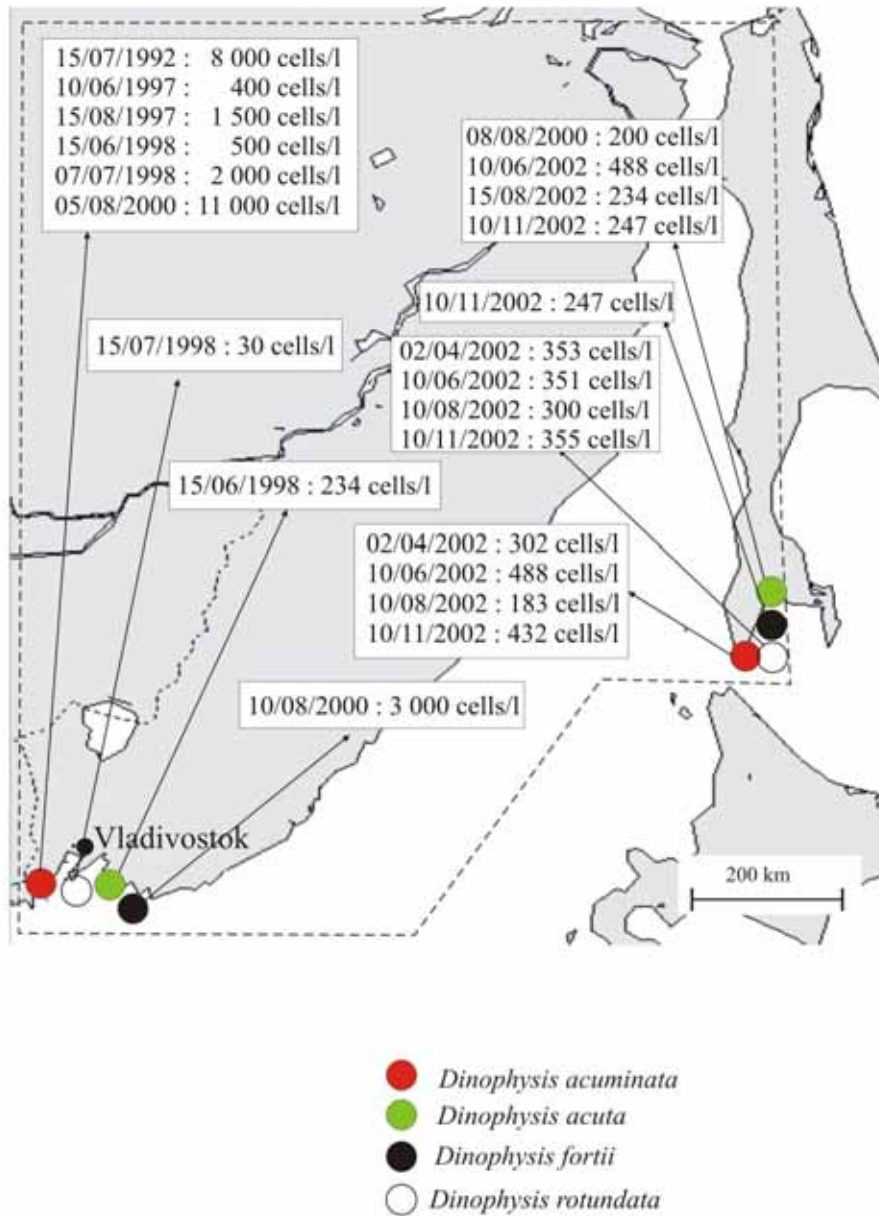 15/07/1992 : 8 000 cells/l
10/06/1997 : 400 cells/l
15/08/1997 : 1 500 cells/l
15/06/1998 : 500 cells/l
07/07/1998 : 2 000 cells/l
05/08/2000 : 11 000 cells/l
08/08/2000 : 200 cells/l
10/06/2002 : 488 cells/l
15/08/2002 : 234 cells/l
10/11/2002 : 247 cells/l
10/11/2002 : 247 cells/l
15/07/1998 : 30 cells/l
02/04/2002 : 353 cells/l
10/06/2002 : 351 cells/l
10/08/2002 : 300 cells/l
10/11/2002 : 355 cells/l
15/06/1998 : 234 cells/l
02/04/2002 : 302 cells/l
10/06/2002 : 488 cells/l
10/08/2002 : 183 cells/l
10/11/2002 : 432 cells/l
10/08/2000 : 3 000 cells/l
Vladivostok
200 km
Dinophysis acuminata
Dinophysis acuta
Dinophysis fortii
Dinophysis rotundata